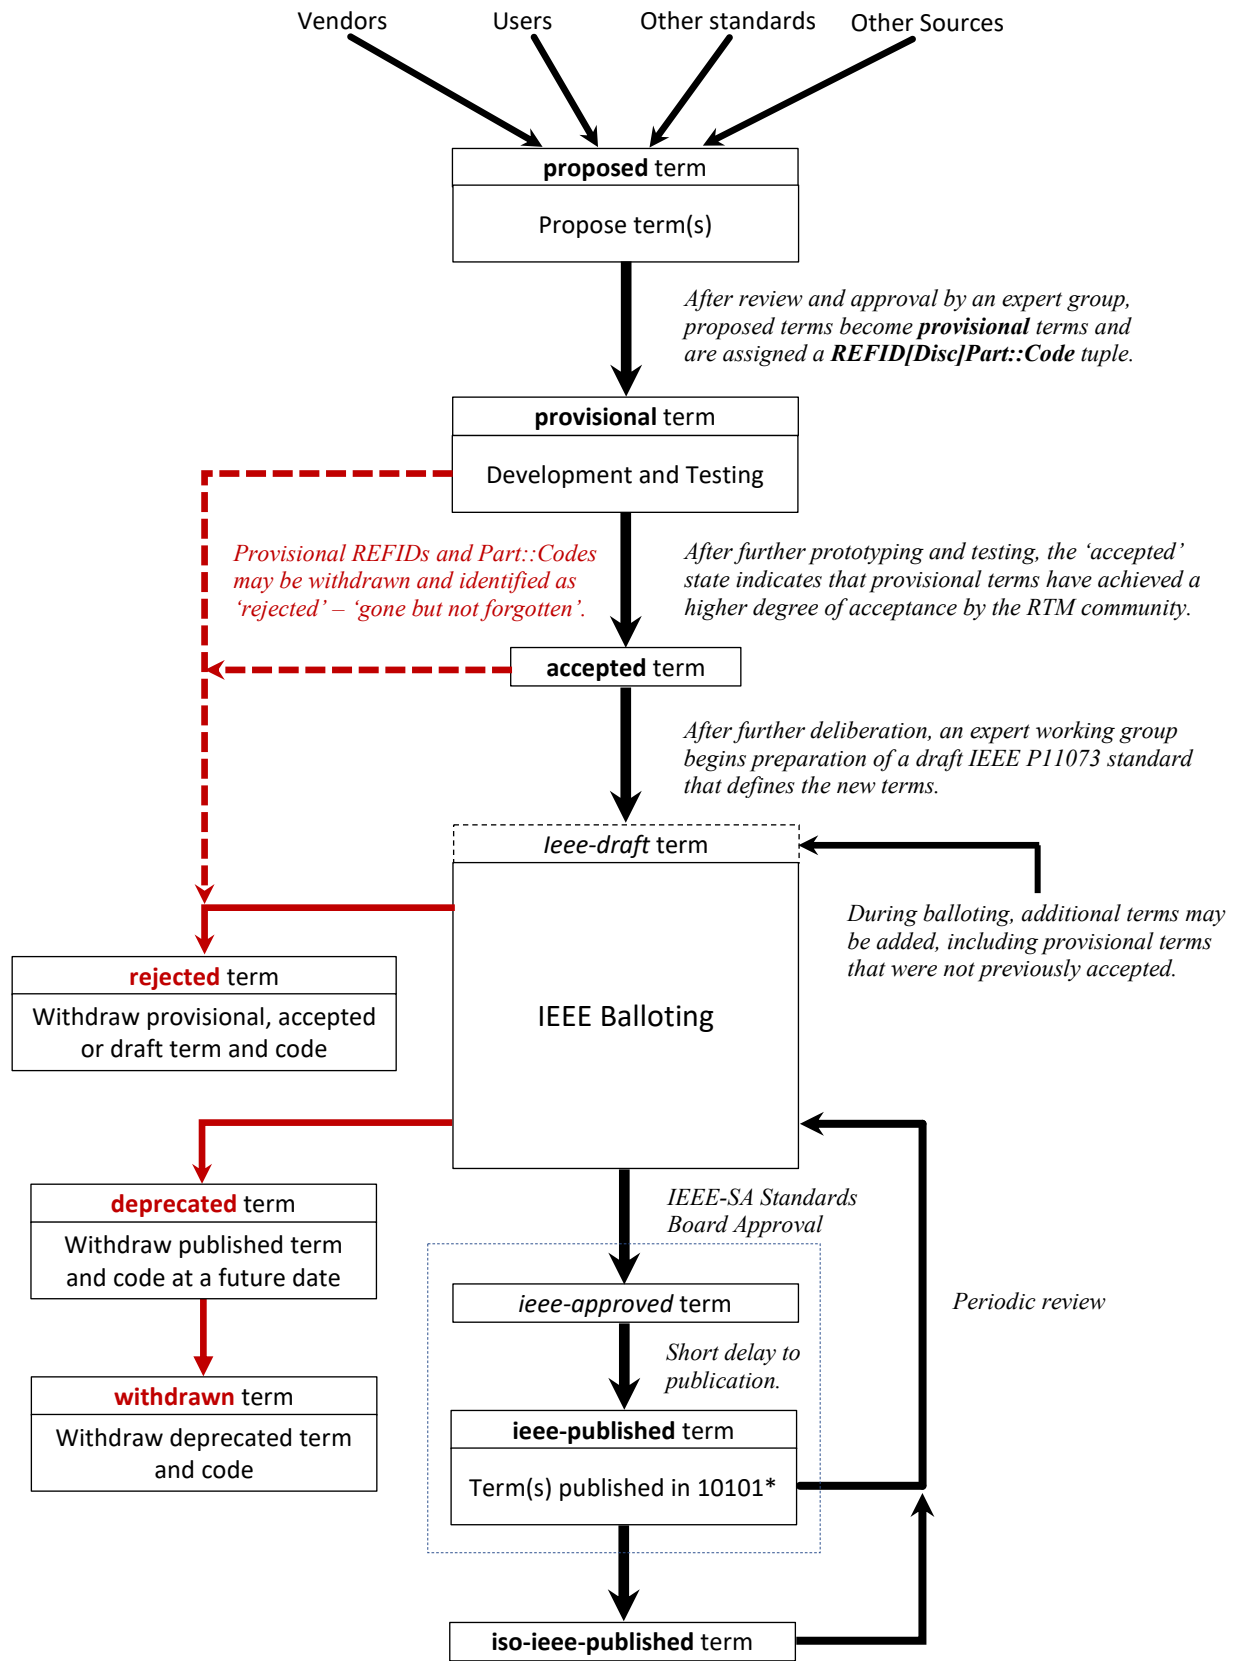 Vendors
Users
Other standards
Other Sources
proposed term
Propose term(s)
After review and approval by an expert group,
proposed terms become provisional terms and
are assigned a REFID[Disc]Part::Code tuple.
provisional term
Development and Testing
Provisional REFIDs and Part::Codes
may be withdrawn and identified as
‘rejected’ – ‘gone but not forgotten’.
After further prototyping and testing, the ‘accepted’
state indicates that provisional terms have achieved a
higher degree of acceptance by the RTM community.
accepted term
After further deliberation, an expert working group
begins preparation of a draft IEEE P11073 standard
that defines the new terms.
Ieee-draft term
During balloting, additional terms may
be added, including provisional terms
that were not previously accepted.
rejected term
Withdraw provisional, accepted
or draft term and code
IEEE Balloting
deprecated term
Withdraw published term
and code at a future date
IEEE-SA Standards
Board Approval
ieee-approved term
Periodic review
Short delay to
publication.
withdrawn term
Withdraw deprecated term
and code
ieee-published term
Term(s) published in 10101*
iso-ieee-published term